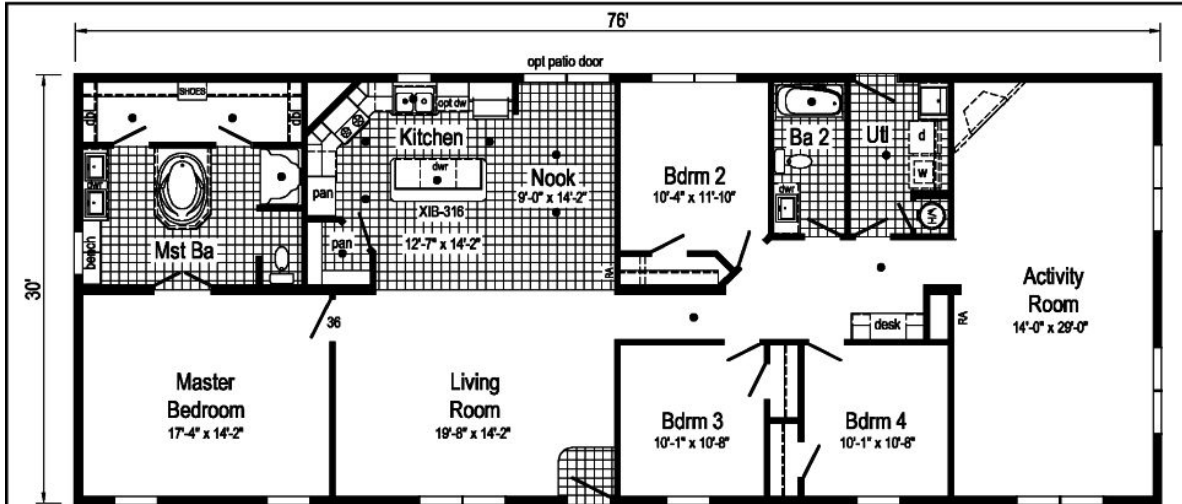 76'
opt patio door
30'
SHOES
db
db
dwr
bench
Mst Ba
opt dw
Kitchen
dwr
XIB-316
12'-7" x 14'-2"
pan
pan
Nook
9'-0" x 14'-2"
RA
Bdrm 2
10'-4" x 11'-10"
Ba 2
dwr
Utl
d
w
WH
Activity
Room
14'-0" x 29'-0"
RA
desk
36
Master
Bedroom
17'-4" x 14'-2"
Living
Room
19'-8" x 14'-2"
Bdrm 3
10'-1" x 10'-8"
Bdrm 4
10'-1" x 10'-8"